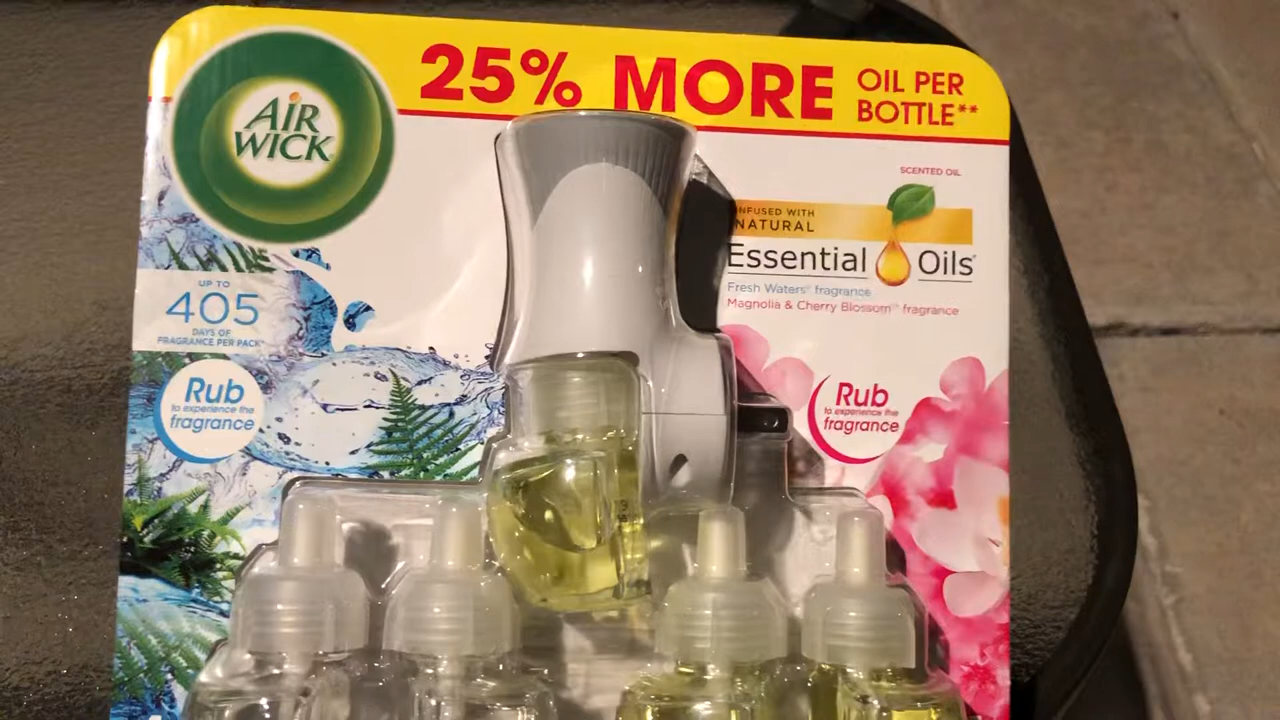 25% MORE OIL PER
BOTTLE**
AIR
WICK
SCENTED OIL
INFUSED WITH
NATURAL
Essential Oils
Fresh Waters fragrance
Magnolia & Cherry Blossom™ fragrance
UP TO
405
DAYS OF
FRAGRANCE PER PACK
Rub
to experience the
fragrance
Rub
to experience the
fragrance